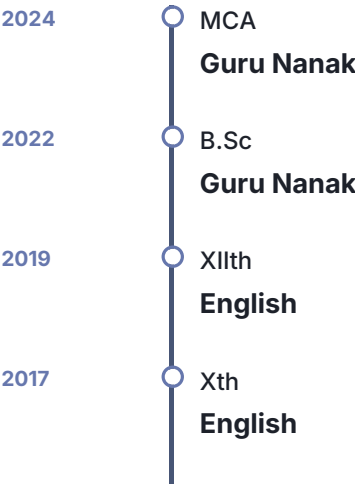 2024
MCA
Guru Nanak
2022
B.Sc
Guru Nanak
2019
XIIth
English
2017
Xth
English